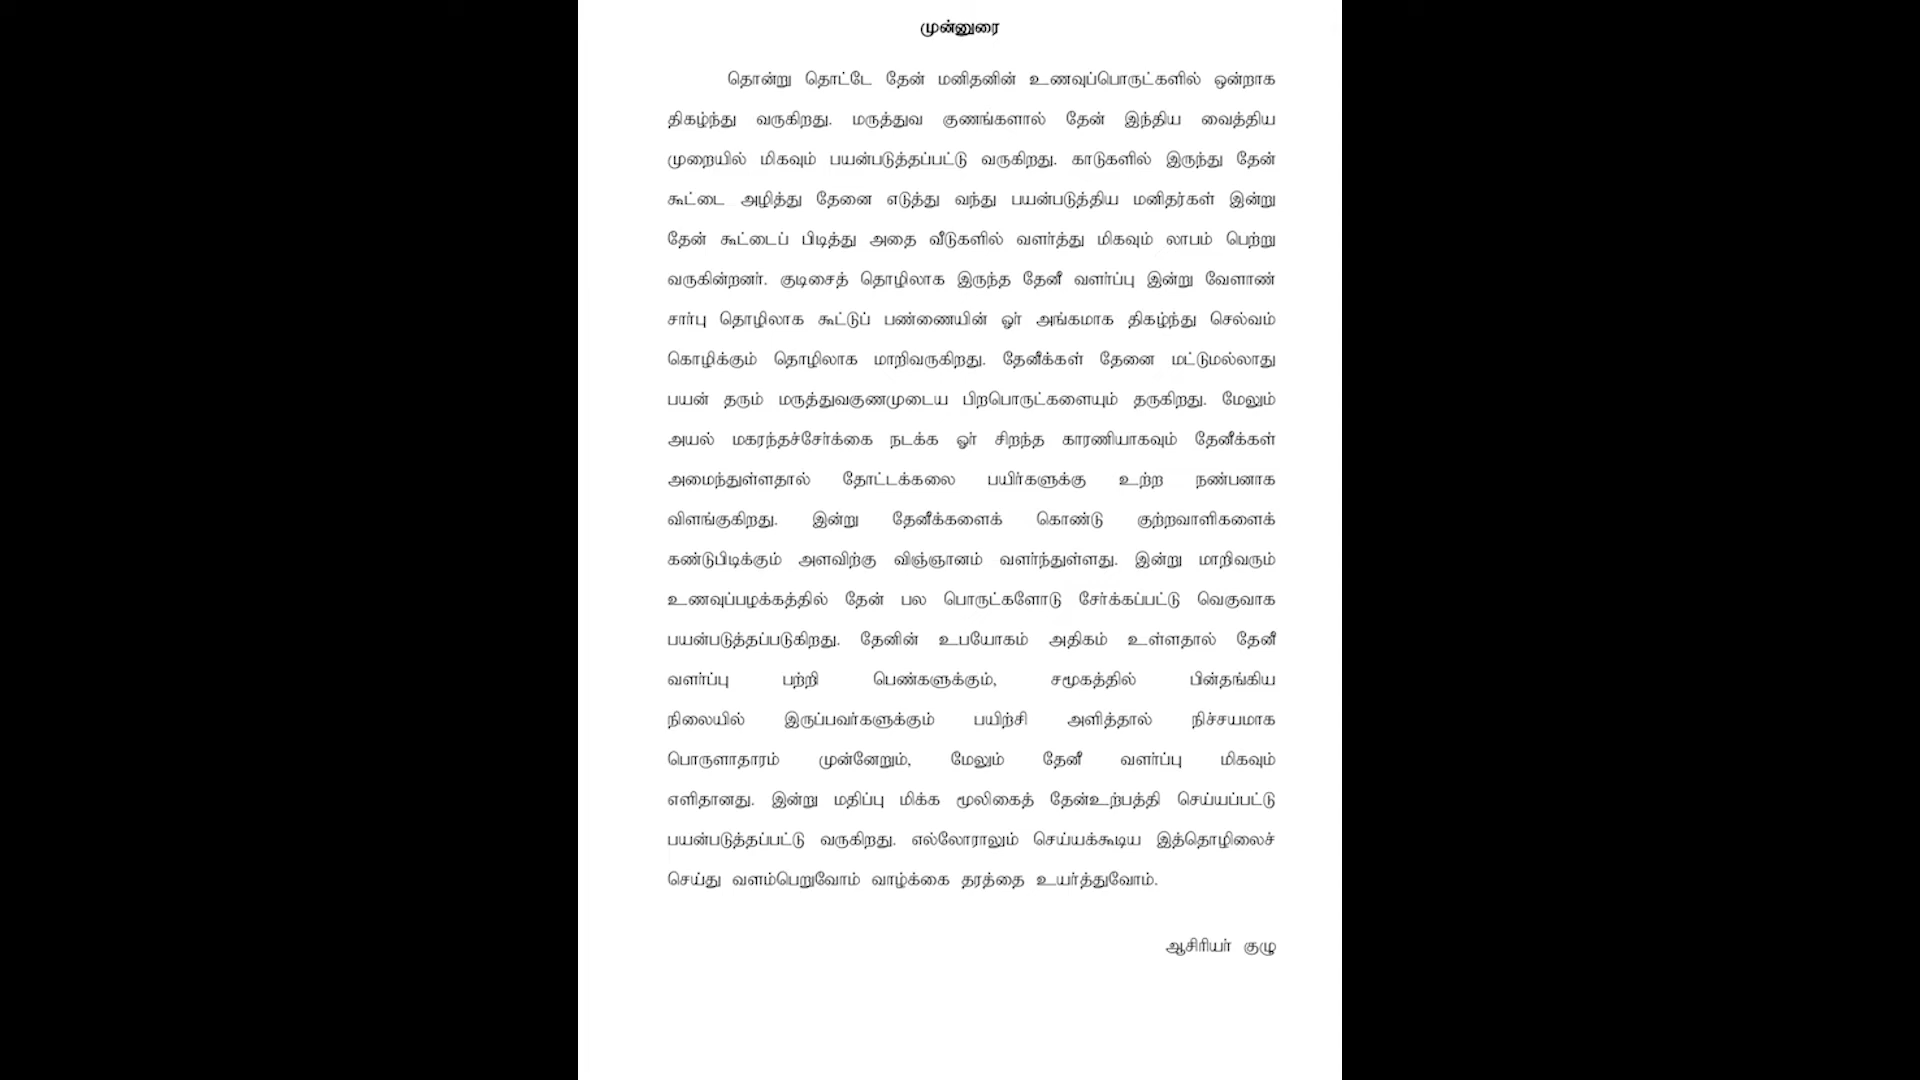 முன்னுரை
தொன்று தொட்டே தேன் மனிதனின் உணவுப்பொருட்களில் ஒன்றாக
திகழ்ந்து வருகிறது. மருத்துவ குணங்களால் தேன் இந்திய வைத்திய
முறையில் மிகவும் பயன்படுத்தப்பட்டு வருகிறது. காடுகளில் இருந்து தேன்
கூட்டை அழித்து தேனை எடுத்து வந்து பயன்படுத்திய மனிதர்கள் இன்று
தேன் கூட்டைப் பிடித்து அதை வீடுகளில் வளர்த்து மிகவும் லாபம் பெற்று
வருகின்றனர். குடிசைத் தொழிலாக இருந்த தேனீ வளர்ப்பு இன்று வேளாண்
சார்பு தொழிலாக கூட்டுப் பண்ணையின் ஓர் அங்கமாக திகழ்ந்து செல்வம்
கொழிக்கும் தொழிலாக மாறிவருகிறது. தேனீக்கள் தேனை மட்டுமல்லாது
பயன் தரும் மருத்துவகுணமுடைய பிறபொருட்களையும் தருகிறது. மேலும்
அயல் மகரந்தச்சேர்க்கை நடக்க ஓர் சிறந்த காரணியாகவும் தேனீக்கள்
அமைந்துள்ளதால் தோட்டக்கலை பயிர்களுக்கு உற்ற நண்பனாக
விளங்குகிறது. இன்று தேனீக்களைக் கொண்டு குற்றவாளிகளைக்
கண்டுபிடிக்கும் அளவிற்கு விஞ்ஞானம் வளர்ந்துள்ளது. இன்று மாறிவரும்
உணவுப்பழக்கத்தில் தேன் பல பொருட்களோடு சேர்க்கப்பட்டு வெகுவாக
பயன்படுத்தப்படுகிறது. தேனின் உபயோகம் அதிகம் உள்ளதால் தேனீ
வளர்ப்பு பற்றி பெண்களுக்கும், சமூகத்தில் பின்தங்கிய
நிலையில் இருப்பவர்களுக்கும் பயிற்சி அளித்தால் நிச்சயமாக
பொருளாதாரம் முன்னேறும், மேலும் தேனீ வளர்ப்பு மிகவும்
எளிதானது. இன்று மதிப்பு மிக்க மூலிகைத் தேன்உற்பத்தி செய்யப்பட்டு
பயன்படுத்தப்பட்டு வருகிறது. எல்லோராலும் செய்யக்கூடிய இத்தொழிலைச்
செய்து வளம்பெறுவோம் வாழ்க்கை தரத்தை உயர்த்துவோம்.
ஆசிரியர் குழு